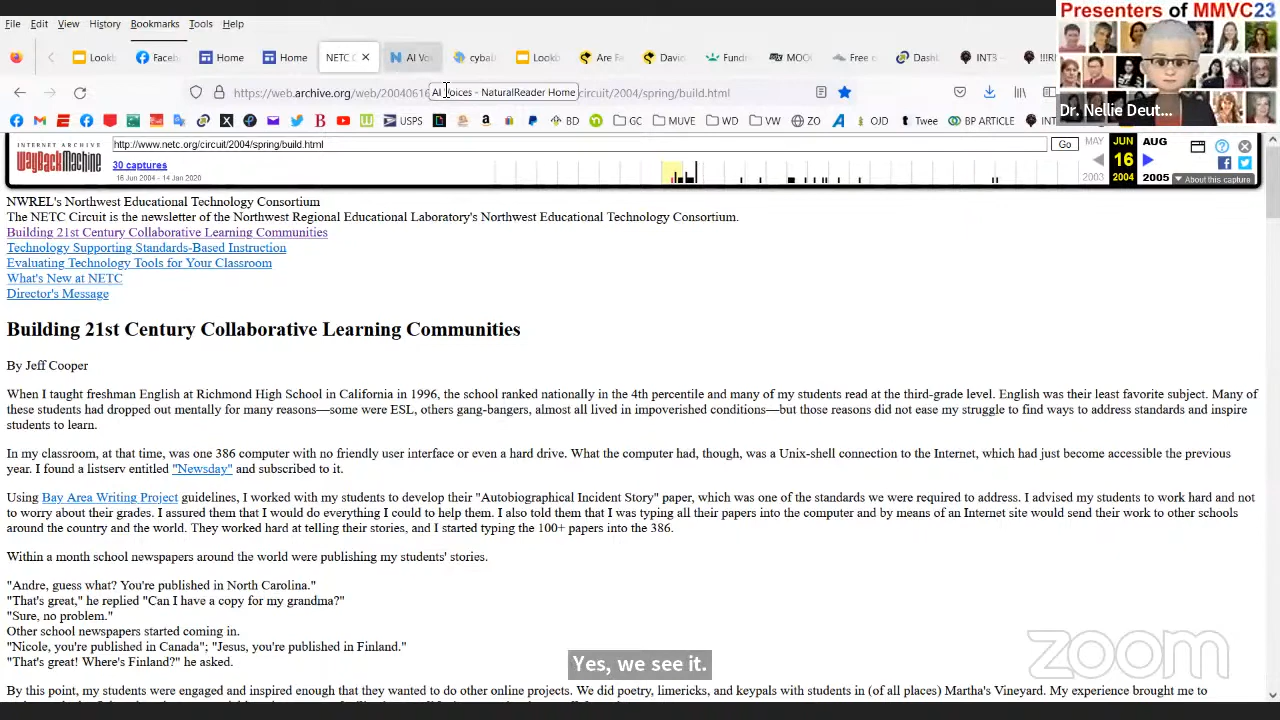 Presenters of MMVC23
File Edit View History Bookmarks Tools Help
Lookb Faceb Home Home NETC C AI Vo cybal Lookb Are Fe David Fundr MOO Free c Dashb INT3 !!!RE
https://web.archive.org/web/20040616 circuit/2004/spring/build.html
AI Voices - NaturalReader Home
Dr. Nellie Deut...
USPS BD GC MUVE WD VW ZO OJD Twee BP ARTICLE INT
INTERNET ARCHIVE
WayBackMachine
http://www.netc.org/circuit/2004/spring/build.html
Go
MAY JUN AUG
30 captures
16 Jun 2004 - 14 Jan 2020
16
2003 2004 2005
About this capture
NWREL's Northwest Educational Technology Consortium
The NETC Circuit is the newsletter of the Northwest Regional Educational Laboratory's Northwest Educational Technology Consortium.
Building 21st Century Collaborative Learning Communities
Technology Supporting Standards-Based Instruction
Evaluating Technology Tools for Your Classroom
What's New at NETC
Director's Message
Building 21st Century Collaborative Learning Communities
By Jeff Cooper
When I taught freshman English at Richmond High School in California in 1996, the school ranked nationally in the 4th percentile and many of my students read at the third-grade level. English was their least favorite subject. Many of
these students had dropped out mentally for many reasons—some were ESL, others gang-bangers, almost all lived in impoverished conditions—but those reasons did not ease my struggle to find ways to address standards and inspire
students to learn.
In my classroom, at that time, was one 386 computer with no friendly user interface or even a hard drive. What the computer had, though, was a Unix-shell connection to the Internet, which had just become accessible the previous
year. I found a listserv entitled "Newsday" and subscribed to it.
Using Bay Area Writing Project guidelines, I worked with my students to develop their "Autobiographical Incident Story" paper, which was one of the standards we were required to address. I advised my students to work hard and not
to worry about their grades. I assured them that I would do everything I could to help them. I also told them that I was typing all their papers into the computer and by means of an Internet site would send their work to other schools
around the country and the world. They worked hard at telling their stories, and I started typing the 100+ papers into the 386.
Within a month school newspapers around the world were publishing my students' stories.
"Andre, guess what? You're published in North Carolina."
"That's great," he replied "Can I have a copy for my grandma?"
"Sure, no problem."
Other school newspapers started coming in.
"Nicole, you're published in Canada"; "Jesus, you're published in Finland."
"That's great! Where's Finland?" he asked.
By this point, my students were engaged and inspired enough that they wanted to do other online projects. We did poetry, limericks, and keypals with students in (of all places) Martha's Vineyard. My experience brought me to
Yes, we see it.
zoom